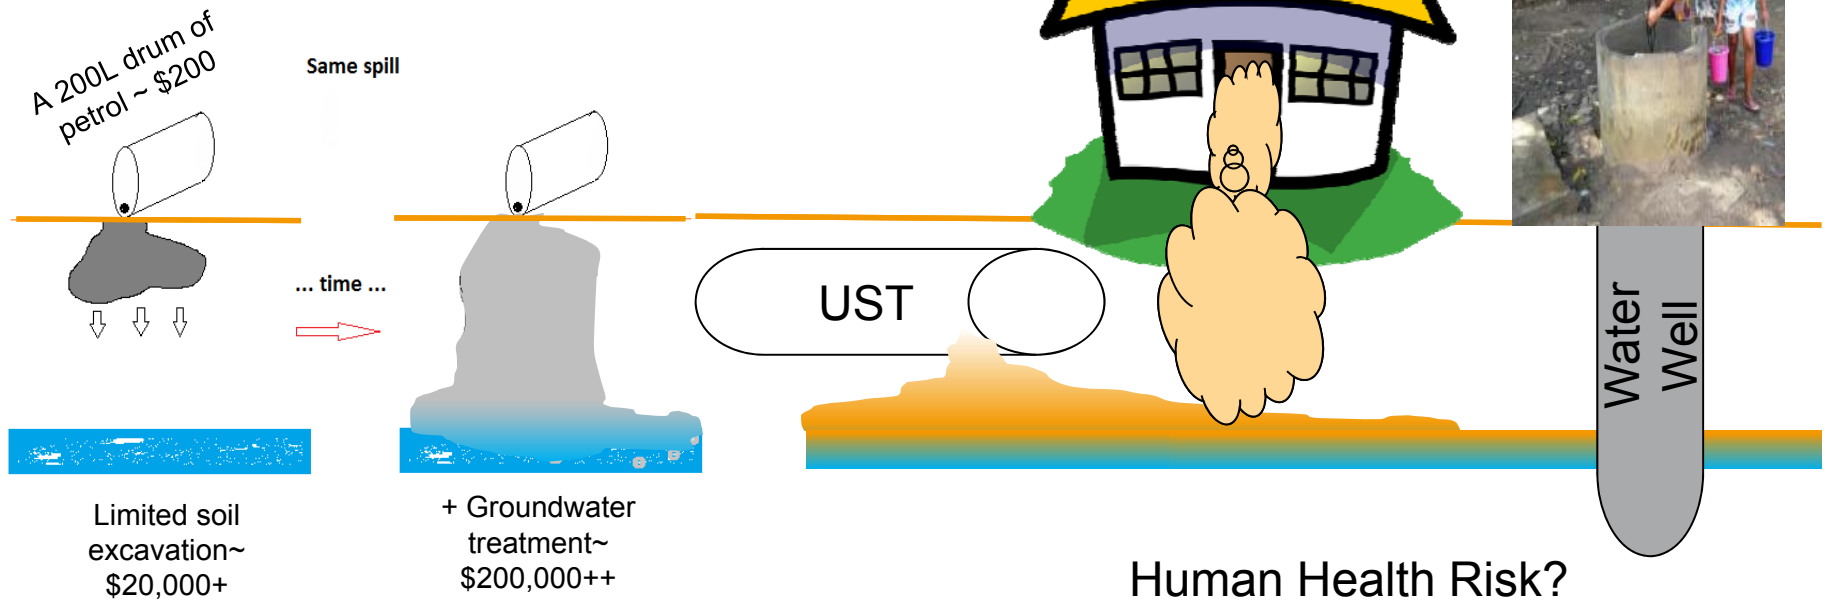 A 200L drum of
petrol ~ $200
Same spill
... time ...
UST
Water
Well
Limited soil
excavation~
$20,000+
+ Groundwater
treatment~
$200,000++
Human Health Risk?